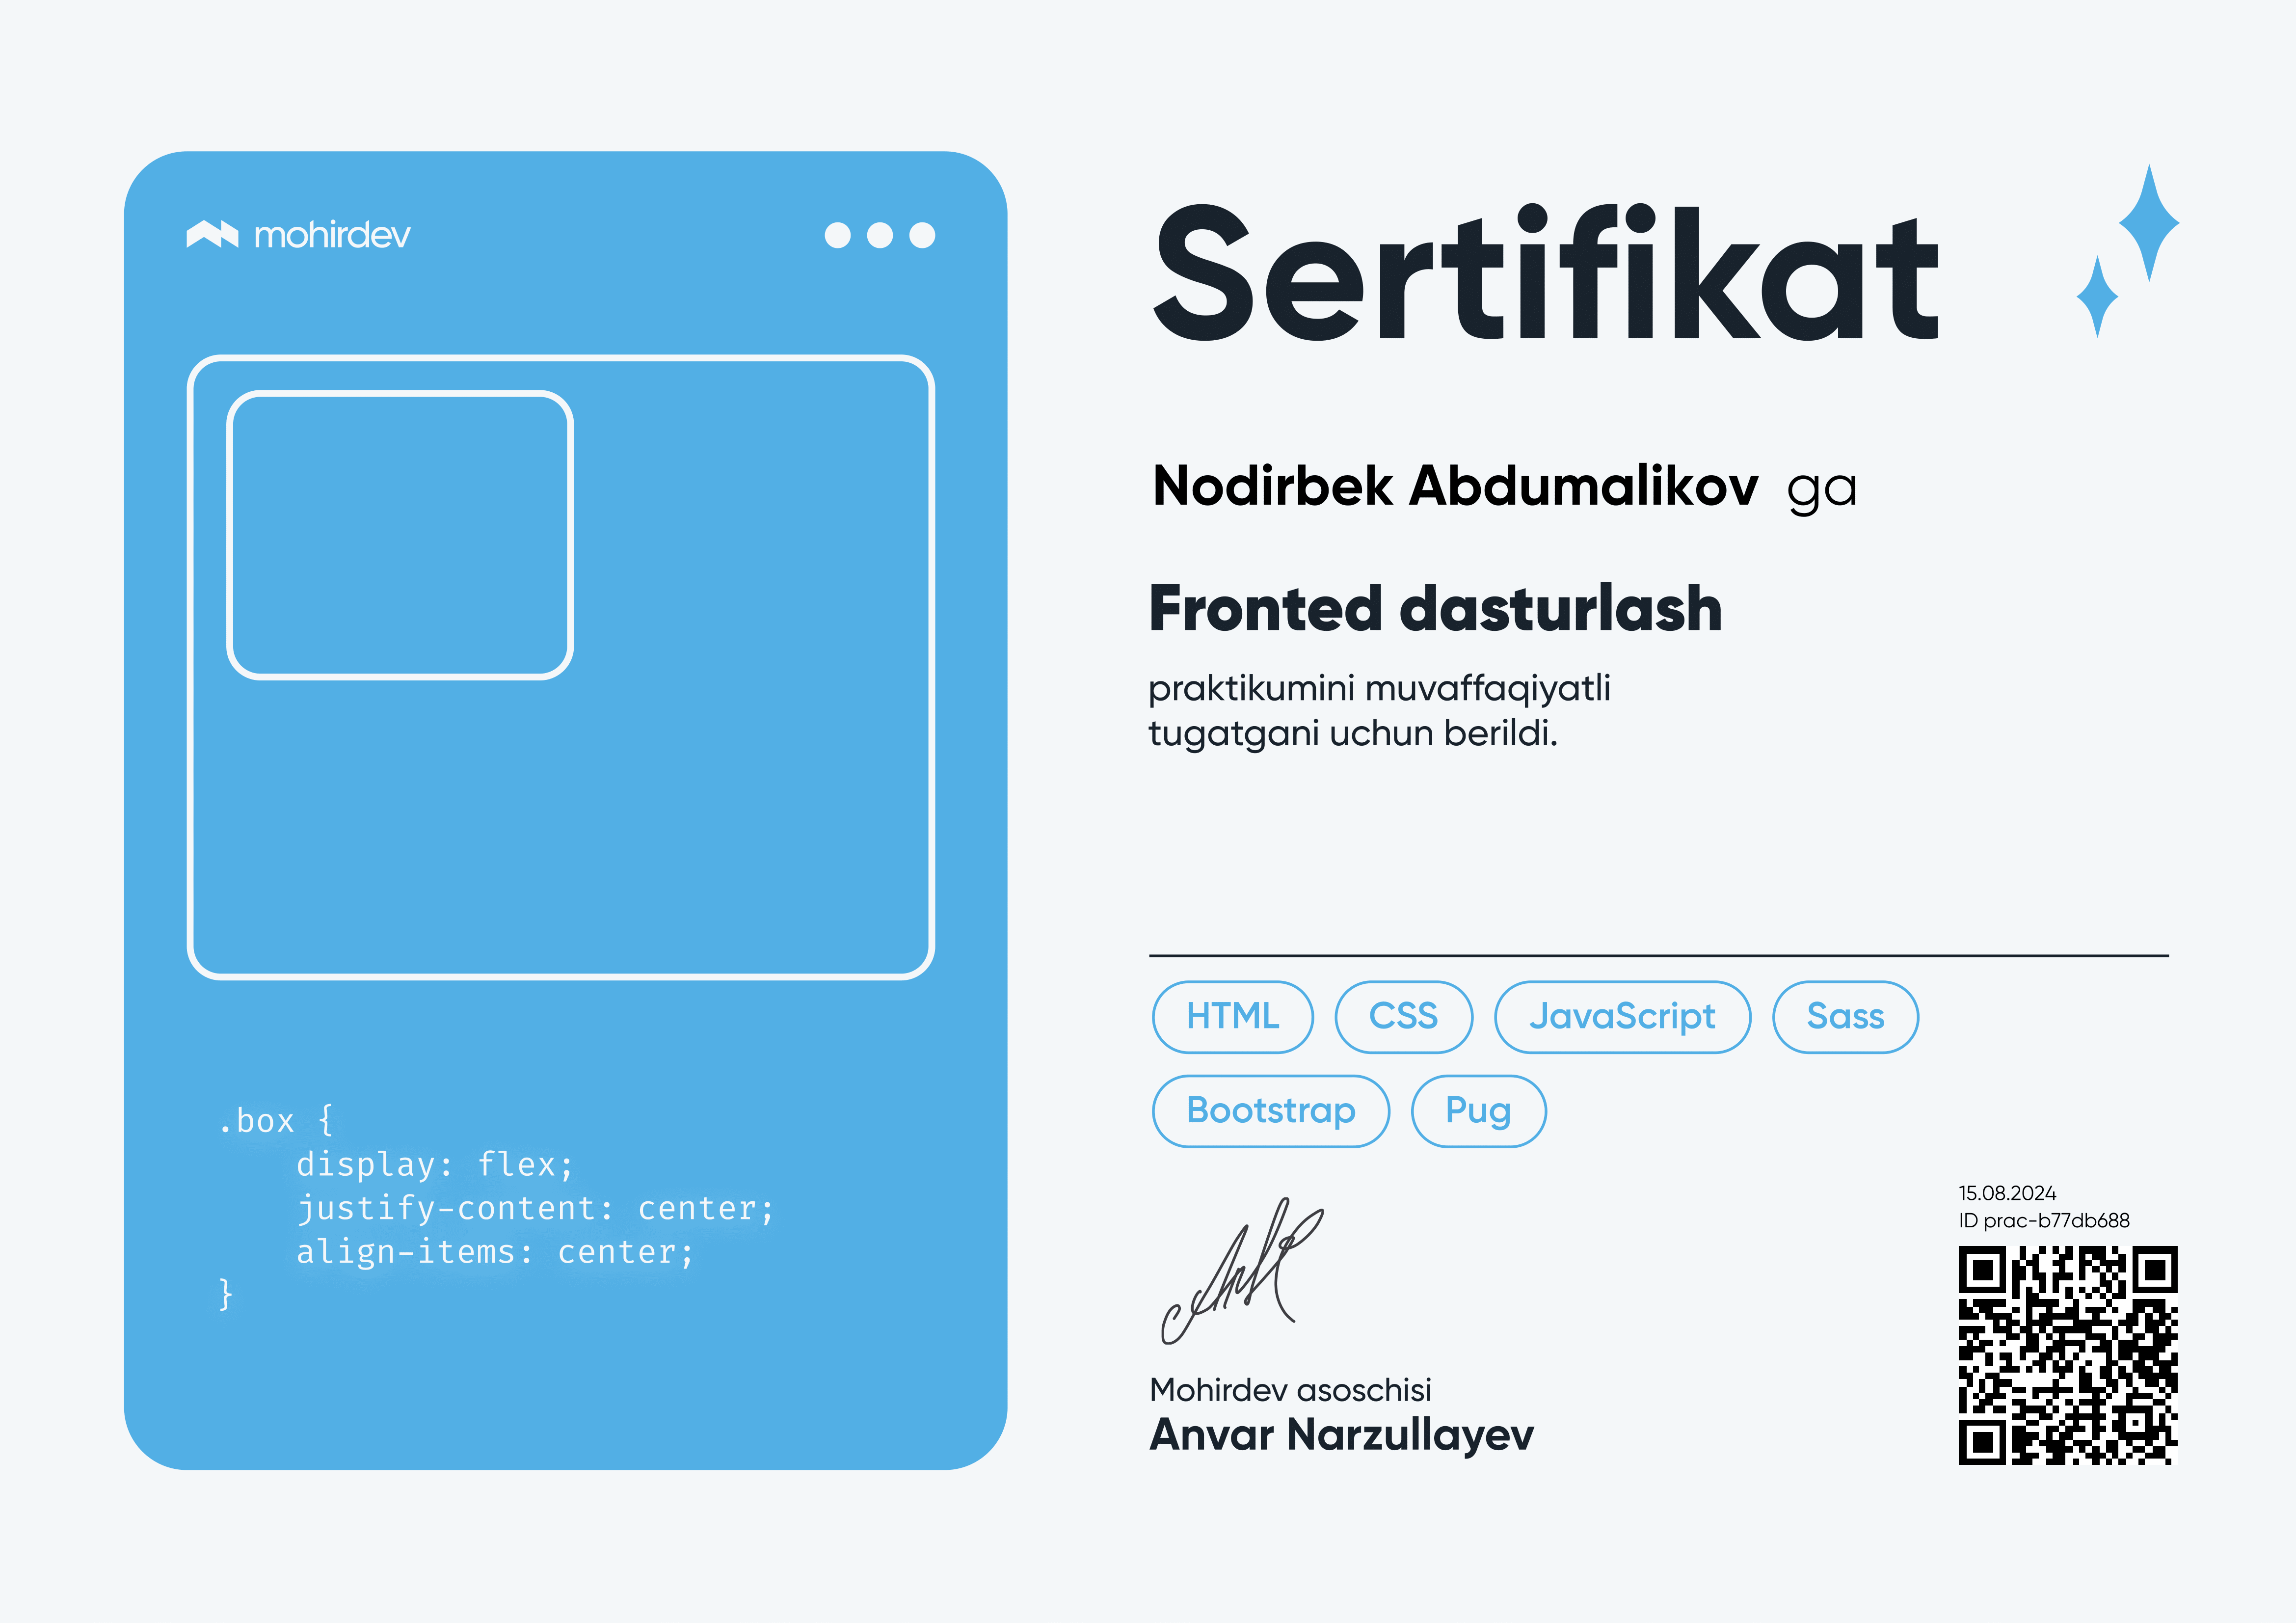 mohirdev
.box {
    display: flex;
    justify-content: center;
    align-items: center;
}
Sertifikat
Nodirbek Abdumalikov ga
Fronted dasturlash
praktikumini muvaffaqiyatli
tugatgani uchun berildi.
HTML CSS JavaScript Sass
Bootstrap Pug
15.08.2024
ID prac-b77db688
Mohirdev asoschisi
Anvar Narzullayev